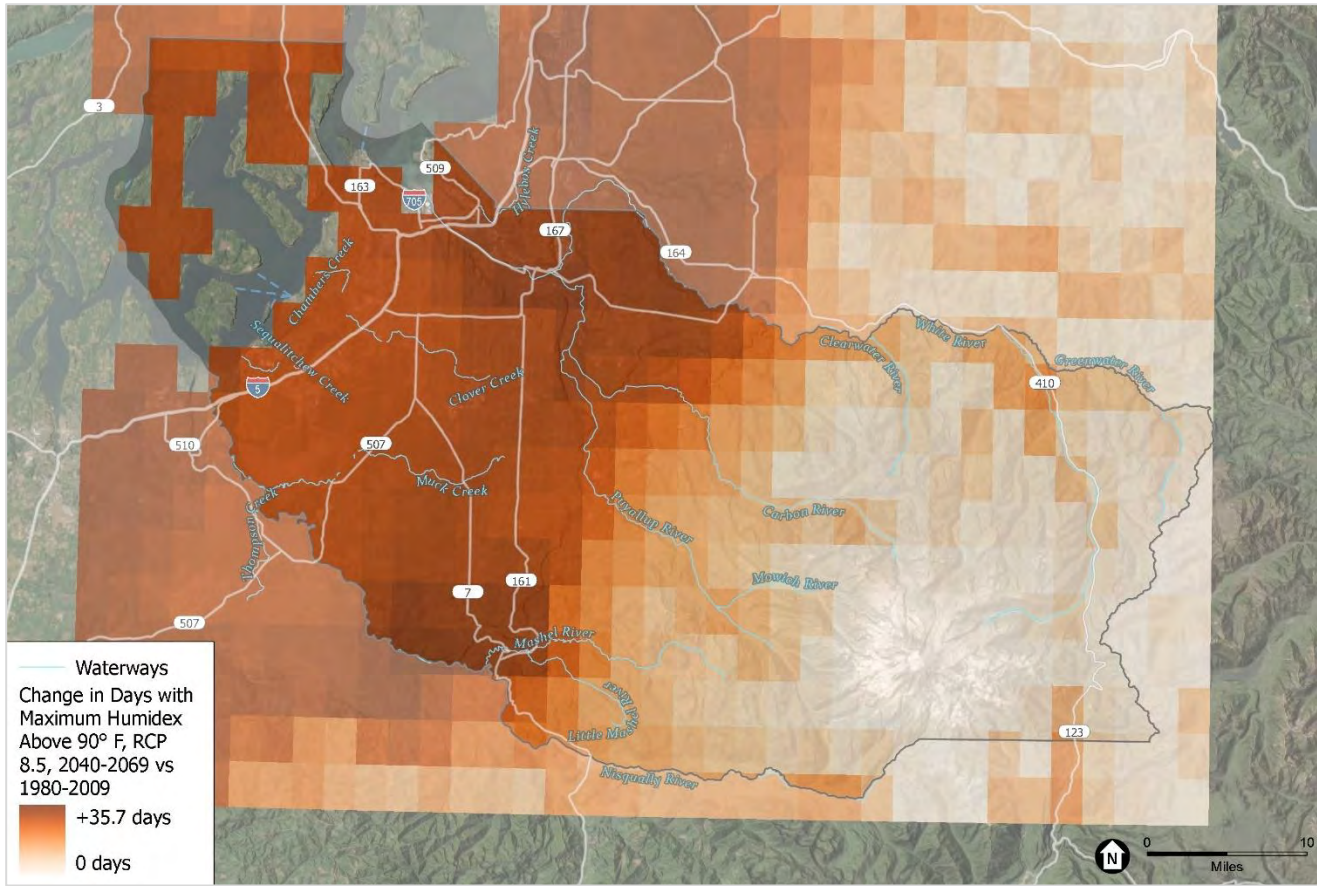 3
163
509
705
Hylebos Creek
167
164
Chambers Creek
Sequalitchew Creek
5
Clover Creek
Clearwater River
White River
Greenwater River
410
510
507
Muck Creek
Thompson Creek
Puyallup River
Carbon River
Mowich River
7
161
507
Mashel River
Little Mashel River
123
Nisqually River
Waterways
Change in Days with
Maximum Humidex
Above 90° F, RCP
8.5, 2040-2069 vs
1980-2009
+35.7 days
0 days
N
0 10
Miles